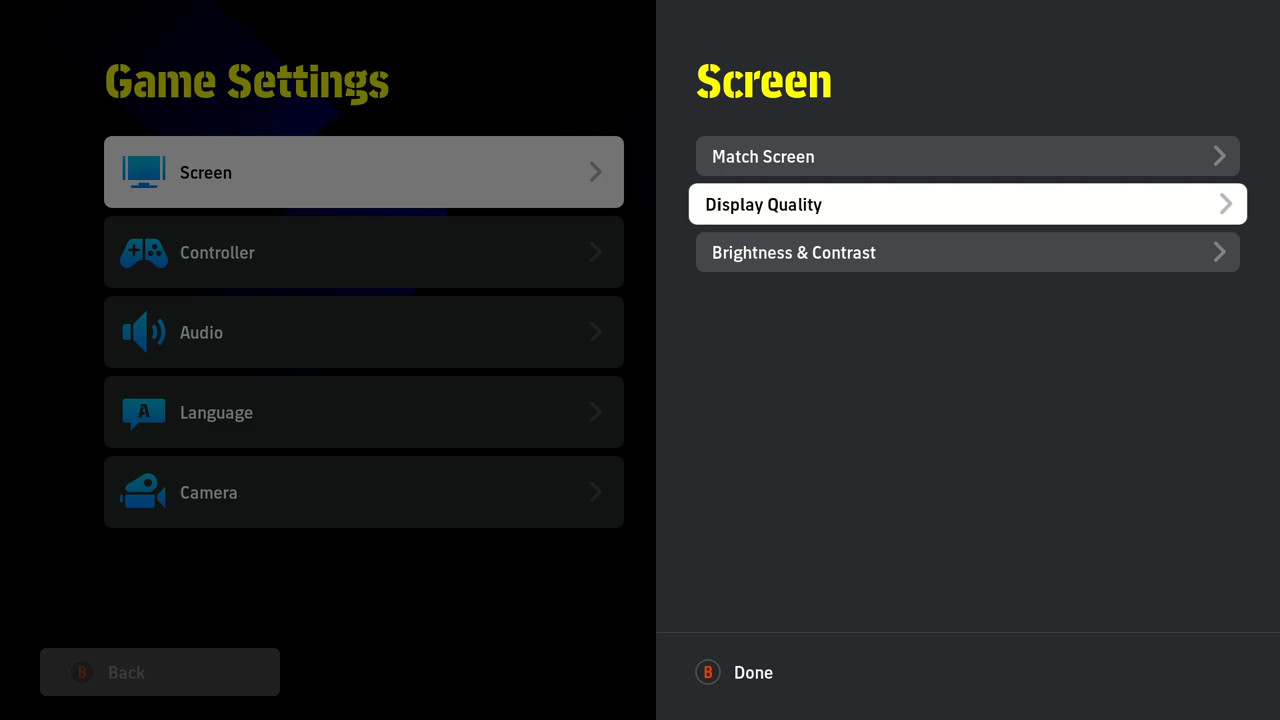 Game Settings
Screen
Controller
Audio
A
Language
Camera
B Back
Screen
Match Screen
Display Quality
Brightness & Contrast
B Done